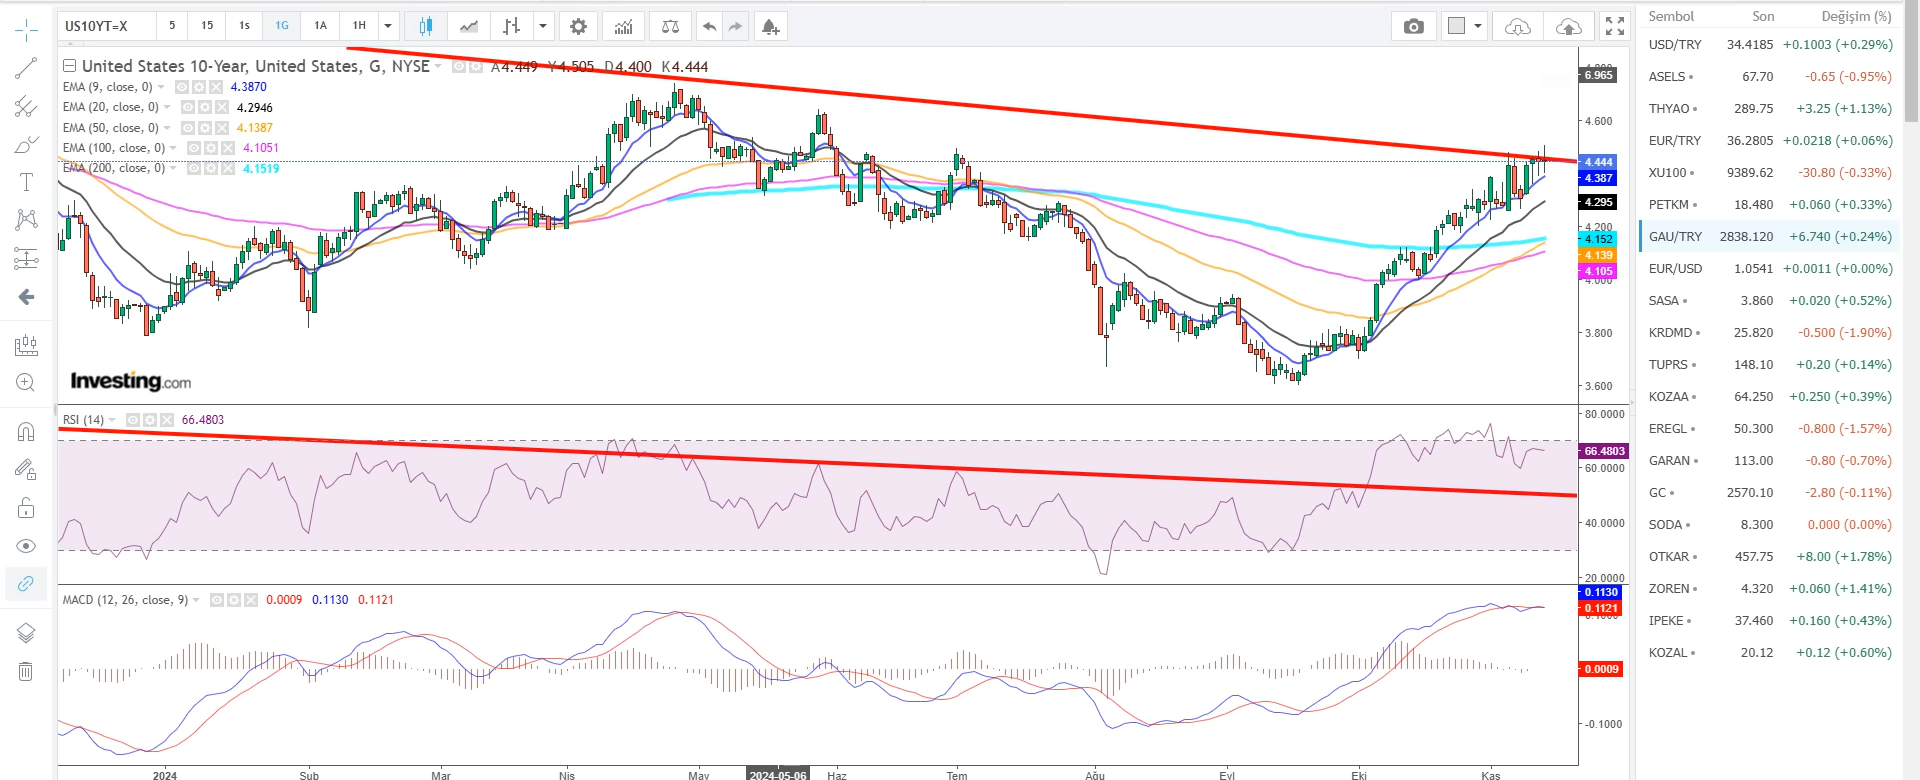 US10YT=X 5 15 1s 1G 1A 1H
United States 10-Year, United States, G, NYSE A4.449 Y4.505 D4.400 K4.444
EMA (9, close, 0) 4.3870
EMA (20, close, 0) 4.2946
EMA (50, close, 0) 4.1387
EMA (100, close, 0) 4.1051
EMA (200, close, 0) 4.1519
6.965
4.600
4.444
4.387
4.295
4.200
4.152
4.139
4.105
4.000
3.800
3.600
Investing.com
RSI (14) 66.4803
80.0000
66.4803
60.0000
40.0000
20.0000
MACD (12, 26, close, 9) 0.0009 0.1130 0.1121
0.1130
0.1121
0.0009
-0.1000
2024 Şub Mar Nis May 2024-05-06 Haz Tem Ağu Eyl Eki Kas
Sembol Son Değişim (%)
USD/TRY 34.4185 +0.1003 (+0.29%)
ASELS 67.70 -0.65 (-0.95%)
THYAO 289.75 +3.25 (+1.13%)
EUR/TRY 36.2805 +0.0218 (+0.06%)
XU100 9389.62 -30.80 (-0.33%)
PETKM 18.480 +0.060 (+0.33%)
GAU/TRY 2838.120 +6.740 (+0.24%)
EUR/USD 1.0541 +0.0011 (+0.00%)
SASA 3.860 +0.020 (+0.52%)
KRDMD 25.820 -0.500 (-1.90%)
TUPRS 148.10 +0.20 (+0.14%)
KOZAA 64.250 +0.250 (+0.39%)
EREGL 50.300 -0.800 (-1.57%)
GARAN 113.00 -0.80 (-0.70%)
GC 2570.10 -2.80 (-0.11%)
SODA 8.300 0.000 (0.00%)
OTKAR 457.75 +8.00 (+1.78%)
ZOREN 4.320 +0.060 (+1.41%)
IPEKE 37.460 +0.160 (+0.43%)
KOZAL 20.12 +0.12 (+0.60%)